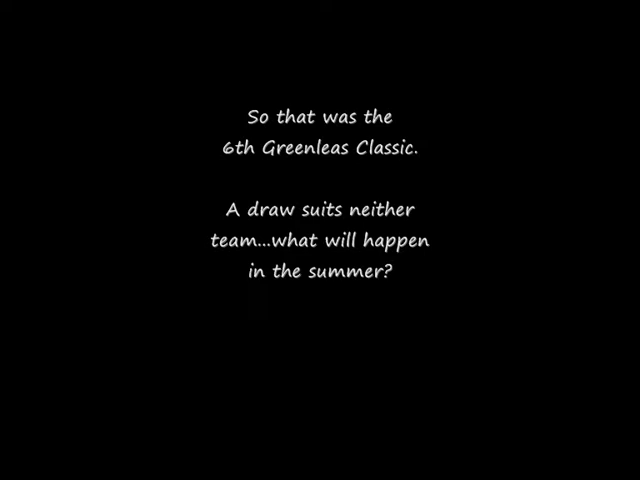 So that was the
6th Greenleas Classic.
A draw suits neither
team...what will happen
in the summer?